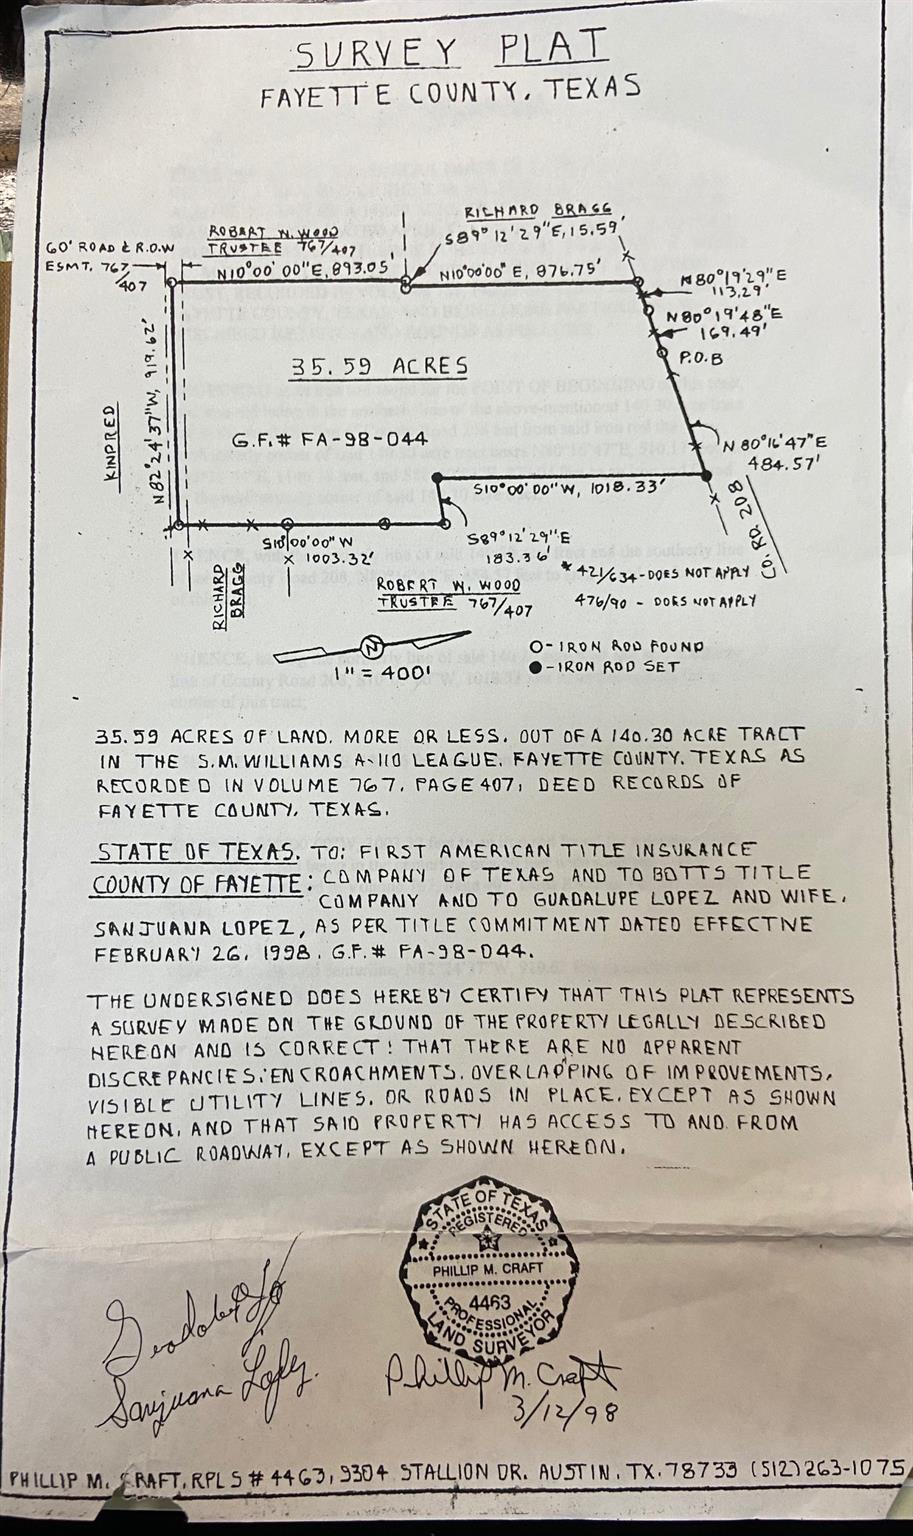 SURVEY PLAT
FAYETTE COUNTY, TEXAS
RICHARD BRAGG
S89°12'29"E, 15.59'
ROBERT W. WOOD
TRUSTEE 767/407
60' ROAD & R.O.W
ESMT. 767
/407
N10°00'00"E, 893.05'
N10°00'00"E, 876.75'
N80°19'29"E
113.29'
N80°19'48"E
169.49'
P.O.B
35.59 ACRES
N82°24'37"W, 919.62'
KINDRED
G.F.# FA-98-044
N80°16'47"E
484.57'
S10°00'00"W, 1018.33'
CO. RD. 208
S10°00'00"W
1003.32'
S89°12'29"E
183.36'
RICHARD
BRAGG
ROBERT W. WOOD
TRUSTEE 767/407
* 421/634 - DOES NOT APPLY
476/90 - DOES NOT APPLY
N
1" = 400'
O - IRON ROD FOUND
● - IRON ROD SET
35.59 ACRES OF LAND, MORE OR LESS, OUT OF A 140.30 ACRE TRACT
IN THE S.M. WILLIAMS A-110 LEAGUE, FAYETTE COUNTY, TEXAS AS
RECORDED IN VOLUME 767, PAGE 407, DEED RECORDS OF
FAYETTE COUNTY, TEXAS.
STATE OF TEXAS. TO: FIRST AMERICAN TITLE INSURANCE
COUNTY OF FAYETTE: COMPANY OF TEXAS AND TO BOTTS TITLE
COMPANY AND TO GUADALUPE LOPEZ AND WIFE,
SANJUANA LOPEZ, AS PER TITLE COMMITMENT DATED EFFECTIVE
FEBRUARY 26, 1998, G.F.# FA-98-044.
THE UNDERSIGNED DOES HEREBY CERTIFY THAT THIS PLAT REPRESENTS
A SURVEY MADE ON THE GROUND OF THE PROPERTY LEGALLY DESCRIBED
HEREON AND IS CORRECT! THAT THERE ARE NO APPARENT
DISCREPANCIES, ENCROACHMENTS, OVERLAPPING OF IMPROVEMENTS,
VISIBLE UTILITY LINES, OR ROADS IN PLACE, EXCEPT AS SHOWN
HEREON, AND THAT SAID PROPERTY HAS ACCESS TO AND FROM
A PUBLIC ROADWAY, EXCEPT AS SHOWN HEREON.
STATE OF TEXAS
REGISTERED
PHILLIP M. CRAFT
4463
PROFESSIONAL
LAND SURVEYOR
Sanjuana Lopez
Phillip M. Craft
3/12/98
PHILLIP M. CRAFT, RPLS # 4463, 9304 STALLION DR. AUSTIN, TX. 78733 (512) 263-1075